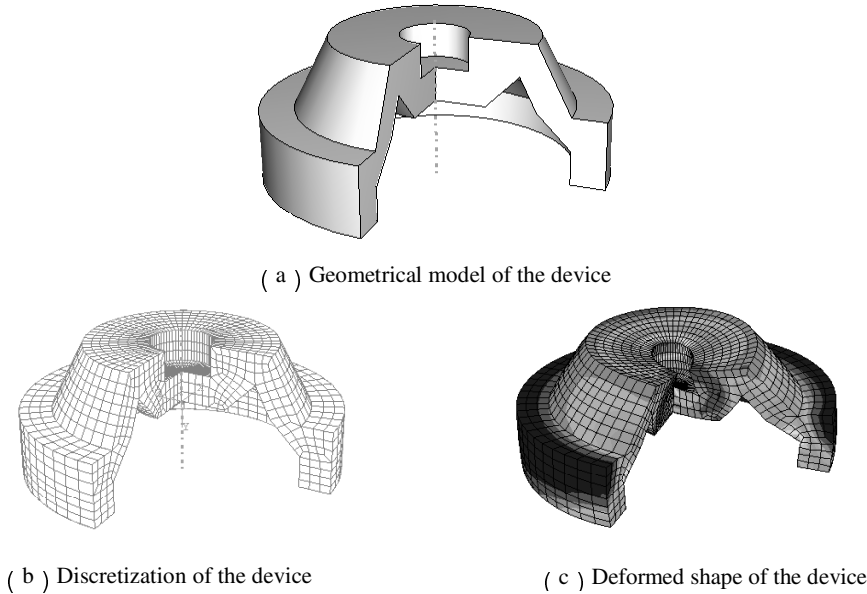 ( a ) Geometrical model of the device
Y
( b ) Discretization of the device
( c ) Deformed shape of the device